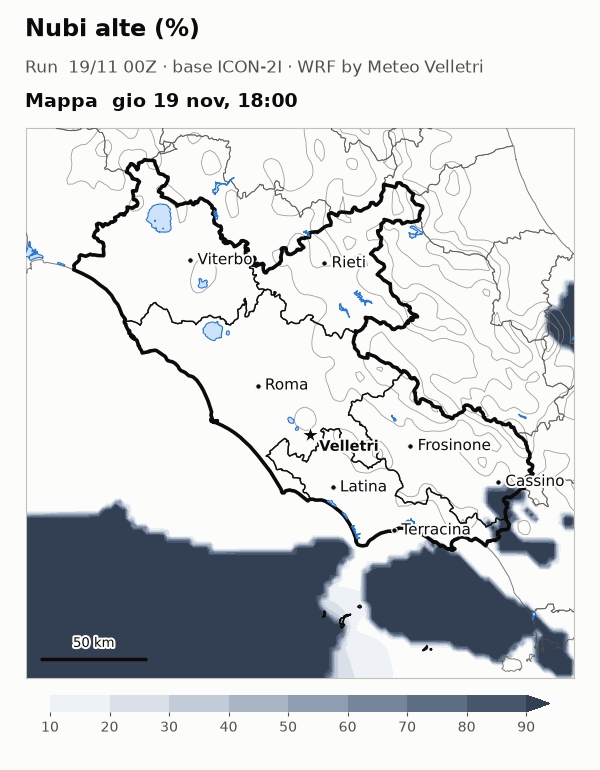 Nubi alte (%)
Run 19/11 00Z · base ICON-2I · WRF by Meteo Velletri
Mappa gio 19 nov, 18:00
Viterbo
Rieti
Roma
Velletri
Frosinone
Cassino
Latina
Terracina
50 km
10 20 30 40 50 60 70 80 90